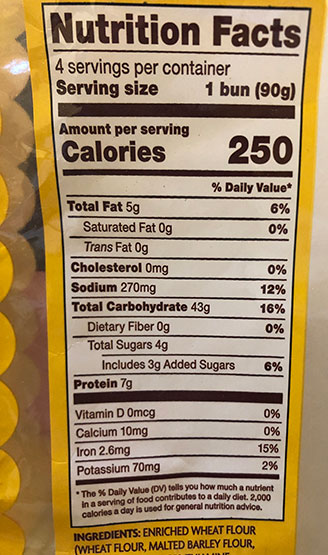 Nutrition Facts
4 servings per container
Serving size 1 bun (90g)
Amount per serving
Calories 250
% Daily Value*
Total Fat 5g 6%
Saturated Fat 0g 0%
Trans Fat 0g
Cholesterol 0mg 0%
Sodium 270mg 12%
Total Carbohydrate 43g 16%
Dietary Fiber 0g 0%
Total Sugars 4g
Includes 3g Added Sugars 6%
Protein 7g
Vitamin D 0mcg 0%
Calcium 10mg 0%
Iron 2.6mg 15%
Potassium 70mg 2%
* The % Daily Value (DV) tells you how much a nutrient
in a serving of food contributes to a daily diet. 2,000
calories a day is used for general nutrition advice.
INGREDIENTS: ENRICHED WHEAT FLOUR
(WHEAT FLOUR, MALTED BARLEY FLOUR,